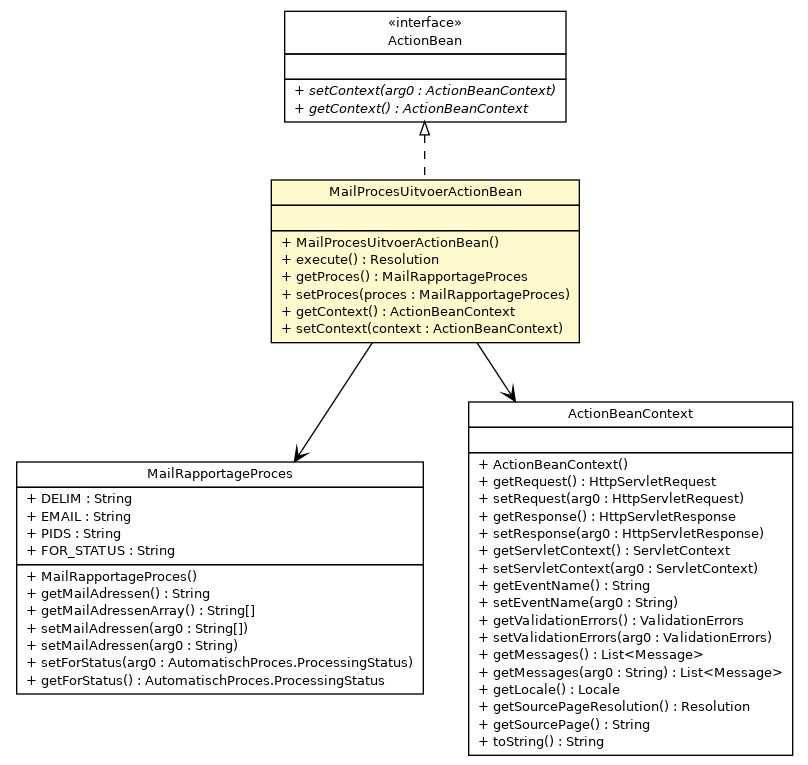 «interface»
ActionBean
+ setContext(arg0 : ActionBeanContext)
+ getContext() : ActionBeanContext
MailProcesUitvoerActionBean
+ MailProcesUitvoerActionBean()
+ execute() : Resolution
+ getProces() : MailRapportageProces
+ setProces(proces : MailRapportageProces)
+ getContext() : ActionBeanContext
+ setContext(context : ActionBeanContext)
MailRapportageProces
+ DELIM : String
+ EMAIL : String
+ PIDS : String
+ FOR_STATUS : String
+ MailRapportageProces()
+ getMailAdressen() : String
+ getMailAdressenArray() : String[]
+ setMailAdressen(arg0 : String[])
+ setMailAdressen(arg0 : String)
+ setForStatus(arg0 : AutomatischProces.ProcessingStatus)
+ getForStatus() : AutomatischProces.ProcessingStatus
ActionBeanContext
+ ActionBeanContext()
+ getRequest() : HttpServletRequest
+ setRequest(arg0 : HttpServletRequest)
+ getResponse() : HttpServletResponse
+ setResponse(arg0 : HttpServletResponse)
+ getServletContext() : ServletContext
+ setServletContext(arg0 : ServletContext)
+ getEventName() : String
+ setEventName(arg0 : String)
+ getValidationErrors() : ValidationErrors
+ setValidationErrors(arg0 : ValidationErrors)
+ getMessages() : List<Message>
+ getMessages(arg0 : String) : List<Message>
+ getLocale() : Locale
+ getSourcePageResolution() : Resolution
+ getSourcePage() : String
+ toString() : String